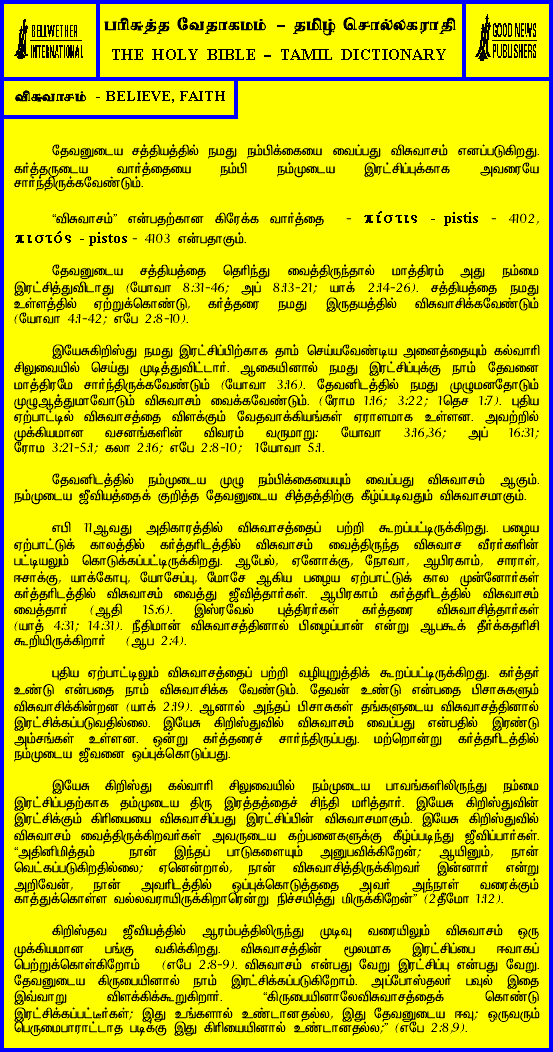 BELLWETHER
INTERNATIONAL
பரிசுத்த வேதாகமம் – தமிழ் சொல்லகராதி
THE HOLY BIBLE – TAMIL DICTIONARY
GOOD NEWS
PUBLISHERS
விசுவாசம் - BELIEVE, FAITH
தேவனுடைய சத்தியத்தில் நமது நம்பிக்கையை வைப்பது விசுவாசம் எனப்படுகிறது.
கர்த்தருடைய வார்த்தையை நம்பி நம்முடைய இரட்சிப்புக்காக அவரையே
சார்ந்திருக்கவேண்டும்.
“விசுவாசம்” என்பதற்கான கிரேக்க வார்த்தை - πίστις - pistis - 4102,
πιστός - pistos - 4103 என்பதாகும்.
தேவனுடைய சத்தியத்தை தெரிந்து வைத்திருந்தால் மாத்திரம் அது நம்மை
இரட்சித்துவிடாது (யோவா 8:31-46; அப் 8:13-21; யாக் 2:14-26). சத்தியத்தை நமது
உள்ளத்தில் ஏற்றுக்கொண்டு, கர்த்தரை நமது இருதயத்தில் விசுவாசிக்கவேண்டும்
(யோவா 4:1-42; எபே 2:8-10).
இயேசுகிறிஸ்து நமது இரட்சிப்பிற்காக தாம் செய்யவேண்டிய அனைத்தையும் கல்வாரி
சிலுவையில் செய்து முடித்துவிட்டார். ஆகையினால் நமது இரட்சிப்புக்கு நாம் தேவனை
மாத்திரமே சார்ந்திருக்கவேண்டும் (யோவா 3:16). தேவனிடத்தில் நமது முழுமனதோடும்
முழுஆத்துமாவோடும் விசுவாசம் வைக்கவேண்டும். (ரோம 1:16; 3:22; 1தெச 1:7). புதிய
ஏற்பாட்டில் விசுவாசத்தை விளக்கும் வேதவாக்கியங்கள் ஏராளமாக உள்ளன. அவற்றில்
முக்கியமான வசனங்களின் விவரம் வருமாறு: யோவா 3:16,36; அப் 16:31;
ரோம 3:21-5:1; கலா 2:16; எபே 2:8-10; 1யோவா 5:1.
தேவனிடத்தில் நம்முடைய முழு நம்பிக்கையையும் வைப்பது விசுவாசம் ஆகும்.
நம்முடைய ஜீவியத்தைக் குறித்த தேவனுடைய சித்தத்திற்கு கீழ்ப்படிவதும் விசுவாசமாகும்.
எபி 11ஆவது அதிகாரத்தில் விசுவாசத்தைப் பற்றி கூறப்பட்டிருக்கிறது. பழைய
ஏற்பாட்டுக் காலத்தில் கர்த்தரிடத்தில் விசுவாசம் வைத்திருந்த விசுவாச வீரர்களின்
பட்டியலும் கொடுக்கப்பட்டிருக்கிறது. ஆபேல், ஏனோக்கு, நோவா, ஆபிரகாம், சாராள்,
ஈசாக்கு, யாக்கோபு, யோசேப்பு, மோசே ஆகிய பழைய ஏற்பாட்டுக் கால முன்னோர்கள்
கர்த்தரிடத்தில் விசுவாசம் வைத்து ஜீவித்தார்கள். ஆபிரகாம் கர்த்தரிடத்தில் விசுவாசம்
வைத்தார் (ஆதி 15:6). இஸ்ரவேல் புத்திரர்கள் கர்த்தரை விசுவாசித்தார்கள்
(யாத் 4:31; 14:31). நீதிமான் விசுவாசத்தினால் பிழைப்பான் என்று ஆபகூக் தீர்க்கதரிசி
கூறியிருக்கிறார் (ஆப 2:4).
புதிய ஏற்பாட்டிலும் விசுவாசத்தைப் பற்றி வலியுறுத்திக் கூறப்பட்டிருக்கிறது. கர்த்தர்
உண்டு என்பதை நாம் விசுவாசிக்க வேண்டும். தேவன் உண்டு என்பதை பிசாசுகளும்
விசுவாசிக்கின்றன (யாக் 2:19). ஆனால் அந்தப் பிசாசுகள் தங்களுடைய விசுவாசத்தினால்
இரட்சிக்கப்படுவதில்லை. இயேசு கிறிஸ்துவில் விசுவாசம் வைப்பது என்பதில் இரண்டு
அம்சங்கள் உள்ளன. ஒன்று கர்த்தரைச் சார்ந்திருப்பது. மற்றொன்று கர்த்தரிடத்தில்
நம்முடைய ஜீவனை ஒப்புக்கொடுப்பது.
இயேசு கிறிஸ்து கல்வாரி சிலுவையில் நம்முடைய பாவங்களிலிருந்து நம்மை
இரட்சிப்பதற்காக தம்முடைய திரு இரத்தத்தைச் சிந்தி மரித்தார். இயேசு கிறிஸ்துவின்
இரட்சிக்கும் கிரியையை விசுவாசிப்பது இரட்சிப்பின் விசுவாசமாகும். இயேசு கிறிஸ்துவில்
விசுவாசம் வைத்திருக்கிறவர்கள் அவருடைய கற்பனைகளுக்கு கீழ்ப்படிந்து ஜீவிப்பார்கள்.
“அதினிமித்தம் நான் இந்தப் பாடுகளையும் அனுபவிக்கிறேன்; ஆயினும், நான்
வெட்கப்படுகிறதில்லை; ஏனென்றால், நான் விசுவாசித்திருக்கிறவர் இன்னார் என்று
அறிவேன், நான் அவரிடத்தில் ஒப்புக்கொடுத்ததை அவர் அந்நாள் வரைக்கும்
காத்துக்கொள்ள வல்லவராயிருக்கிறாரென்று நிச்சயித்து மிருக்கிறேன்” (2தீமோ 1:12).
கிறிஸ்தவ ஜீவியத்தில் ஆரம்பத்திலிருந்து முடிவு வரையிலும் விசுவாசம் ஒரு
முக்கியமான பங்கு வகிக்கிறது. விசுவாசத்தின் மூலமாக இரட்சிப்பை ஈவாகப்
பெற்றுக்கொள்கிறோம் (எபே 2:8-9). விசுவாசம் என்பது வேறு இரட்சிப்பு என்பது வேறு.
தேவனுடைய கிருபையினால் நாம் இரட்சிக்கப்படுகிறோம். அப்போஸ்தலர் பவுல் இதை
இவ்வாறு விளக்கிக்கூறுகிறார். “கிருபையினாலேவிசுவாசத்தைக் கொண்டு
இரட்சிக்கப்பட்டீர்கள்; இது உங்களால் உண்டானதல்ல, இது தேவனுடைய ஈவு; ஒருவரும்
பெருமைபாராட்டாத படிக்கு இது கிரியையினால் உண்டானதல்ல;” (எபே 2:8,9).